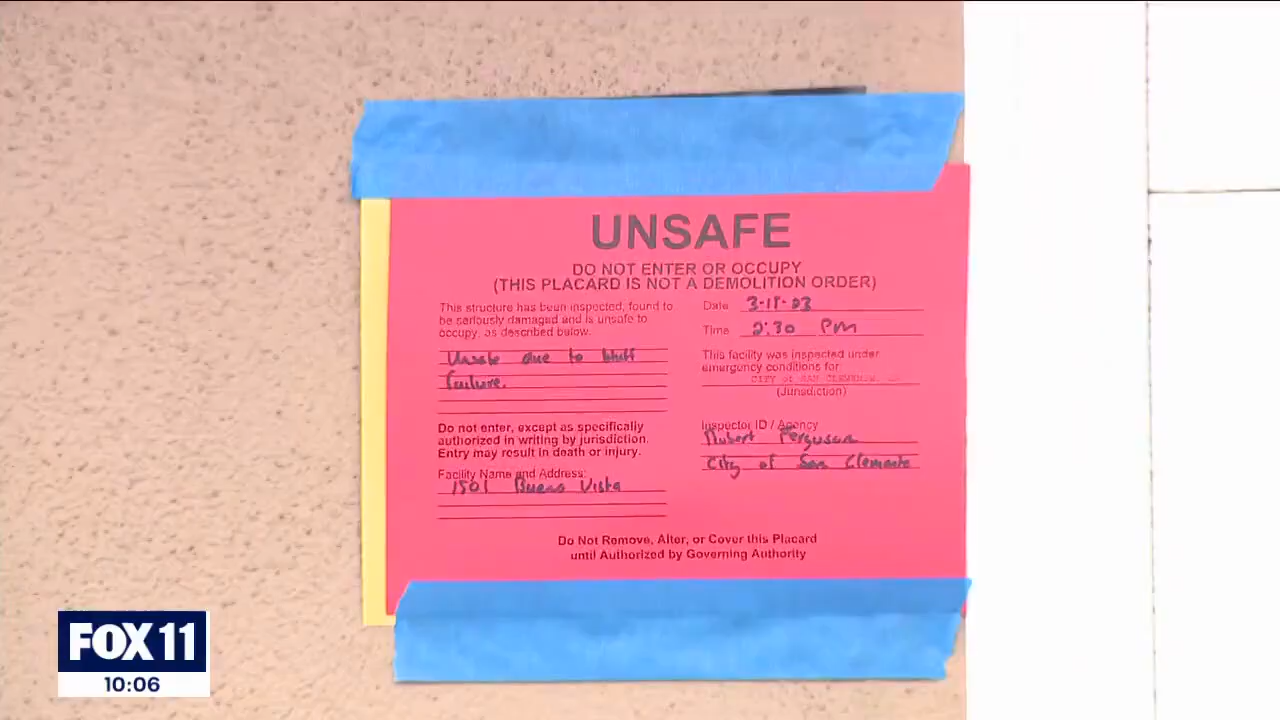 UNSAFE
DO NOT ENTER OR OCCUPY
(THIS PLACARD IS NOT A DEMOLITION ORDER)
This structure has been inspected, found to
be seriously damaged and is unsafe to
occupy, as described below.
Unsafe due to bluff
failure.
Do not enter, except as specifically
authorized in writing by jurisdiction.
Entry may result in death or injury.
Facility Name and Address:
1501 Buena Vista
Date
Time 2:30 PM
This facility was inspected under
emergency conditions for:
CITY of SAN CLEMENTE
(Jurisdiction)
Inspector ID / Agency
Ferguson
City of San Clemente
Do Not Remove, Alter, or Cover this Placard
until Authorized by Governing Authority
FOX 11
10:06